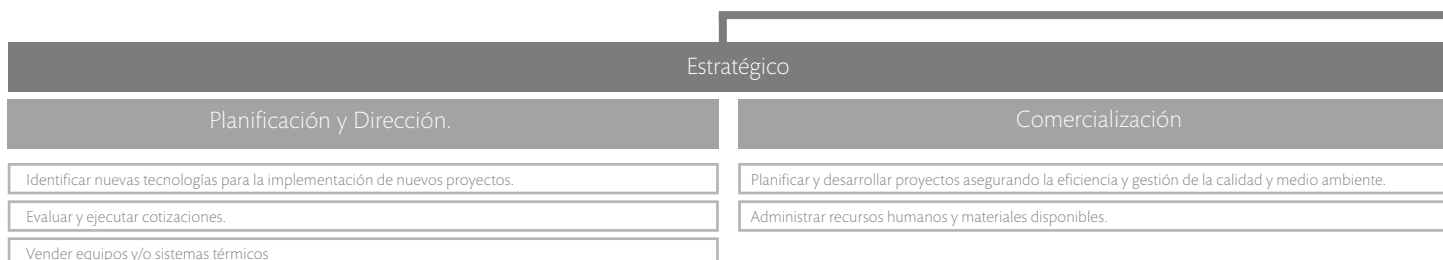 Estratégico
Planificación y Dirección.
Comercialización
Identificar nuevas tecnologías para la implementación de nuevos proyectos.
Planificar y desarrollar proyectos asegurando la eficiencia y gestión de la calidad y medio ambiente.
Evaluar y ejecutar cotizaciones.
Administrar recursos humanos y materiales disponibles.
Vender equipos y/o sistemas térmicos